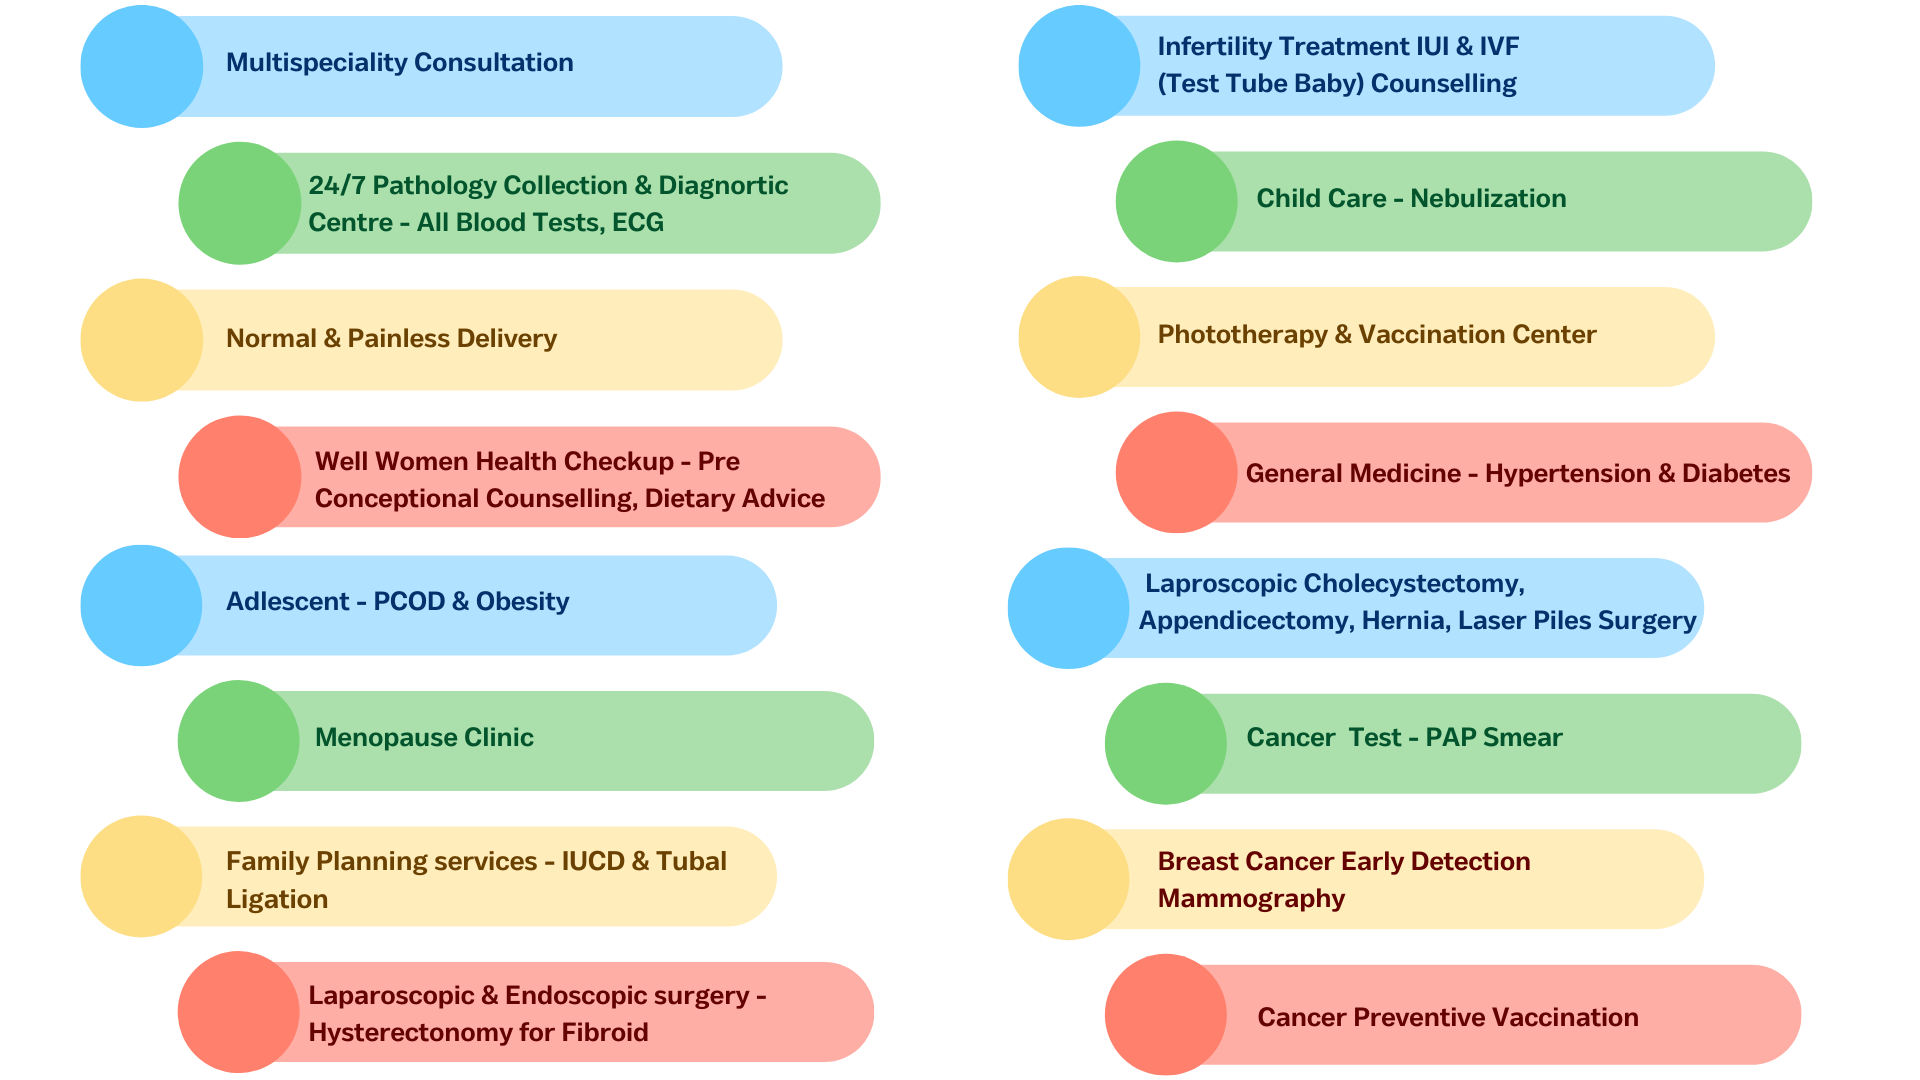 Multispeciality Consultation
24/7 Pathology Collection & Diagnortic
Centre - All Blood Tests, ECG
Normal & Painless Delivery
Well Women Health Checkup - Pre
Conceptional Counselling, Dietary Advice
Adlescent - PCOD & Obesity
Menopause Clinic
Family Planning services - IUCD & Tubal
Ligation
Laparoscopic & Endoscopic surgery -
Hysterectonomy for Fibroid
Infertility Treatment IUI & IVF
(Test Tube Baby) Counselling
Child Care - Nebulization
Phototherapy & Vaccination Center
General Medicine - Hypertension & Diabetes
Laproscopic Cholecystectomy,
Appendicectomy, Hernia, Laser Piles Surgery
Cancer  Test - PAP Smear
Breast Cancer Early Detection
Mammography
Cancer Preventive Vaccination